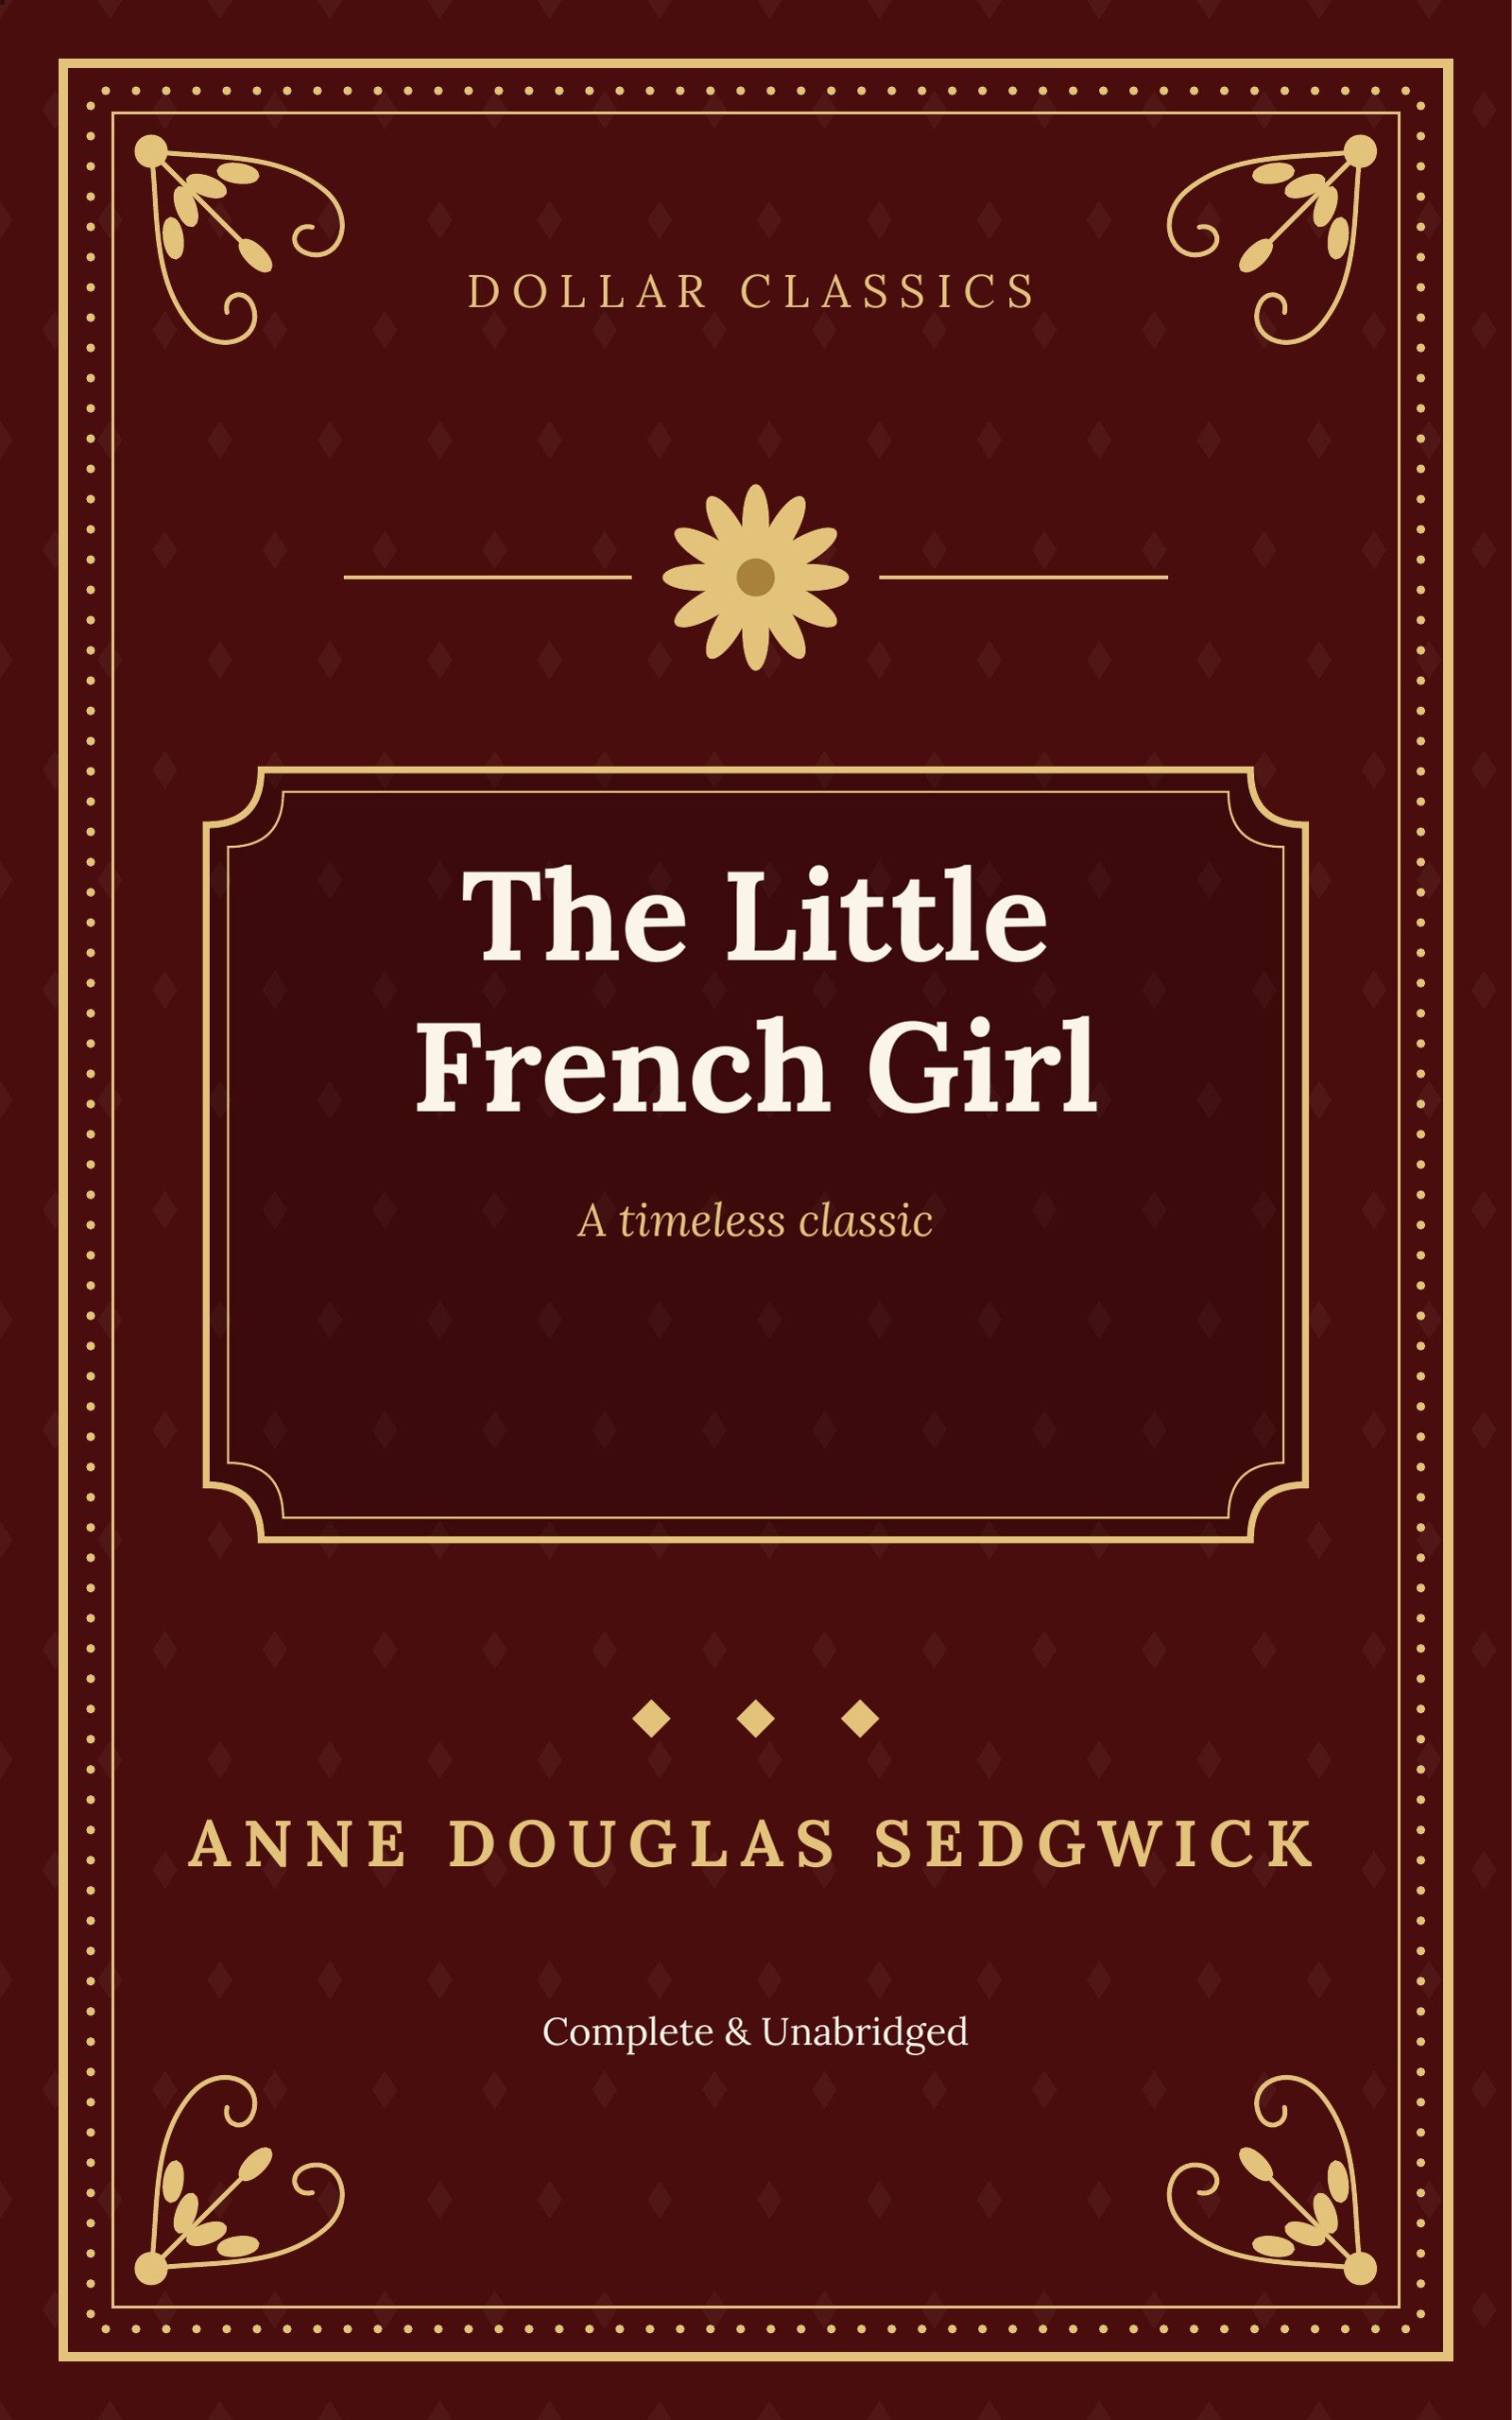 DOLLAR CLASSICS
The Little
French Girl
A timeless classic
ANNE DOUGLAS SEDGWICK
Complete & Unabridged